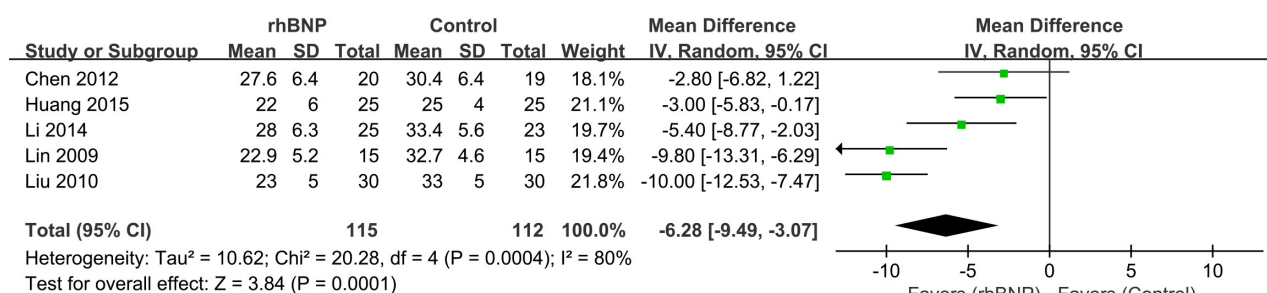 rhBNP Control Mean Difference Mean Difference
Study or Subgroup Mean SD Total Mean SD Total Weight IV, Random, 95% CI IV, Random, 95% CI
Chen 2012 27.6 6.4 20 30.4 6.4 19 18.1% -2.80 [-6.82, 1.22]
Huang 2015 22 6 25 25 4 25 21.1% -3.00 [-5.83, -0.17]
Li 2014 28 6.3 25 33.4 5.6 23 19.7% -5.40 [-8.77, -2.03]
Lin 2009 22.9 5.2 15 32.7 4.6 15 19.4% -9.80 [-13.31, -6.29]
Liu 2010 23 5 30 33 5 30 21.8% -10.00 [-12.53, -7.47]
Total (95% CI) 115 112 100.0% -6.28 [-9.49, -3.07]
Heterogeneity: Tau² = 10.62; Chi² = 20.28, df = 4 (P = 0.0004); I² = 80%
Test for overall effect: Z = 3.84 (P = 0.0001)
-10 -5 0 5 10
Favors (rhBNP) Favors (Control)